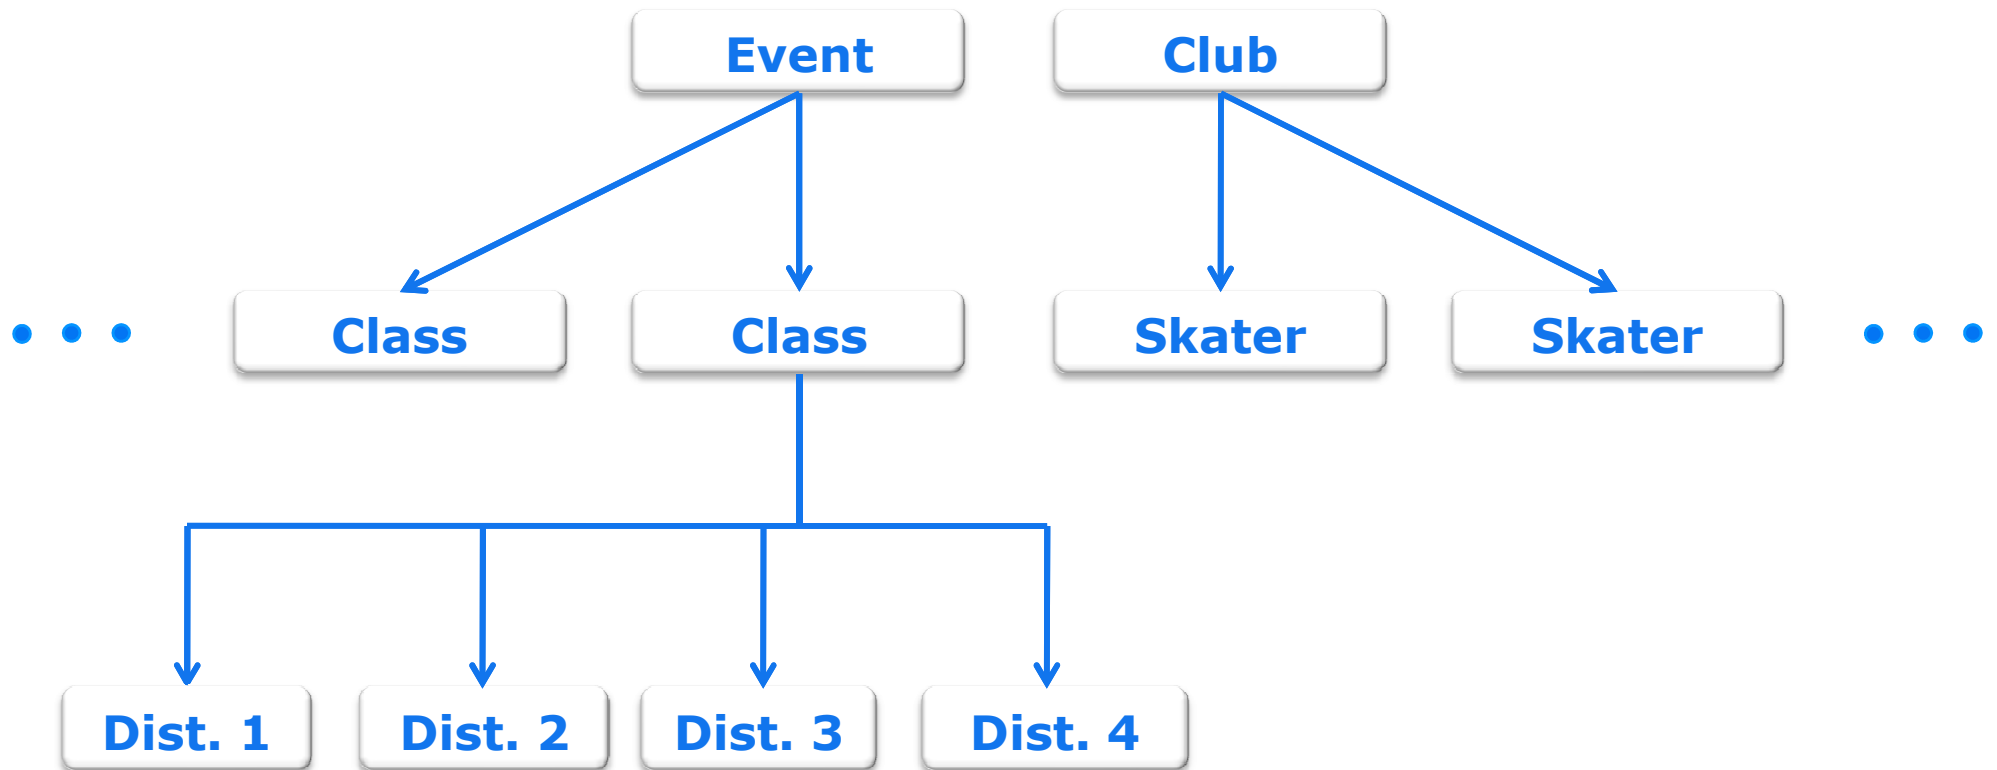 Event
Club
Class
Class
Skater
Skater
Dist. 1
Dist. 2
Dist. 3
Dist. 4